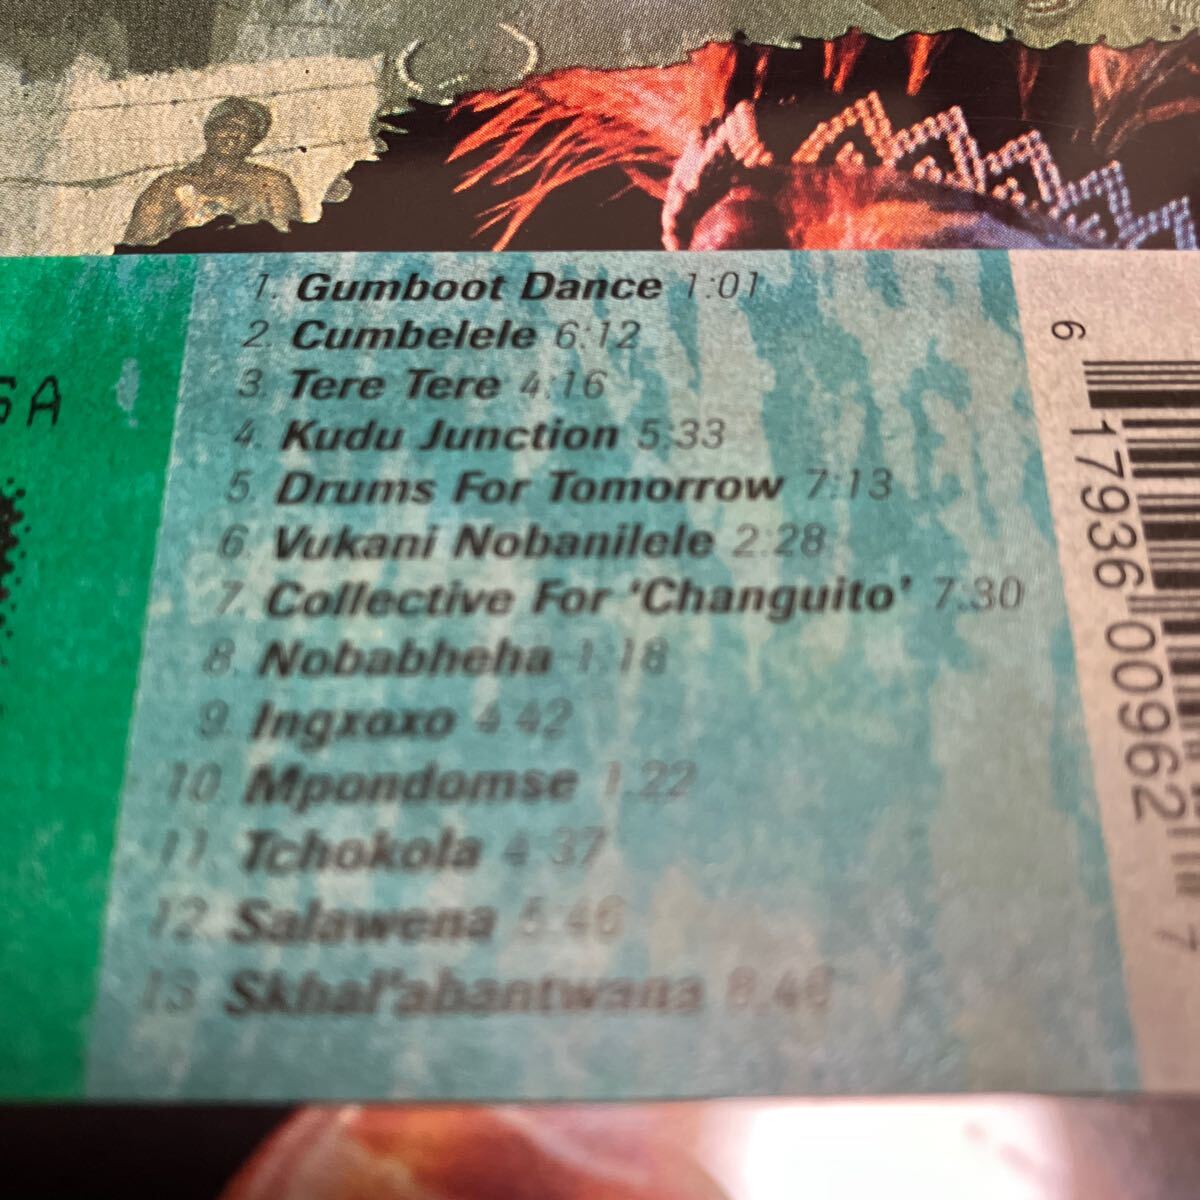 1. Gumboot Dance 1:01
2. Cumbelele 6:12
3. Tere Tere 4:16
4. Kudu Junction 5:33
5. Drums For Tomorrow 7:13
6. Vukani Nobanilele 2:28
7. Collective For 'Changuito' 7:30
8. Nobabheha 1:18
9. Ingxoxo 4:42
10. Mpondomse 1:22
11. Tchokola 4:37
12. Salawena 5:46
13. Skhal'abantwana
6 17936 00962 7